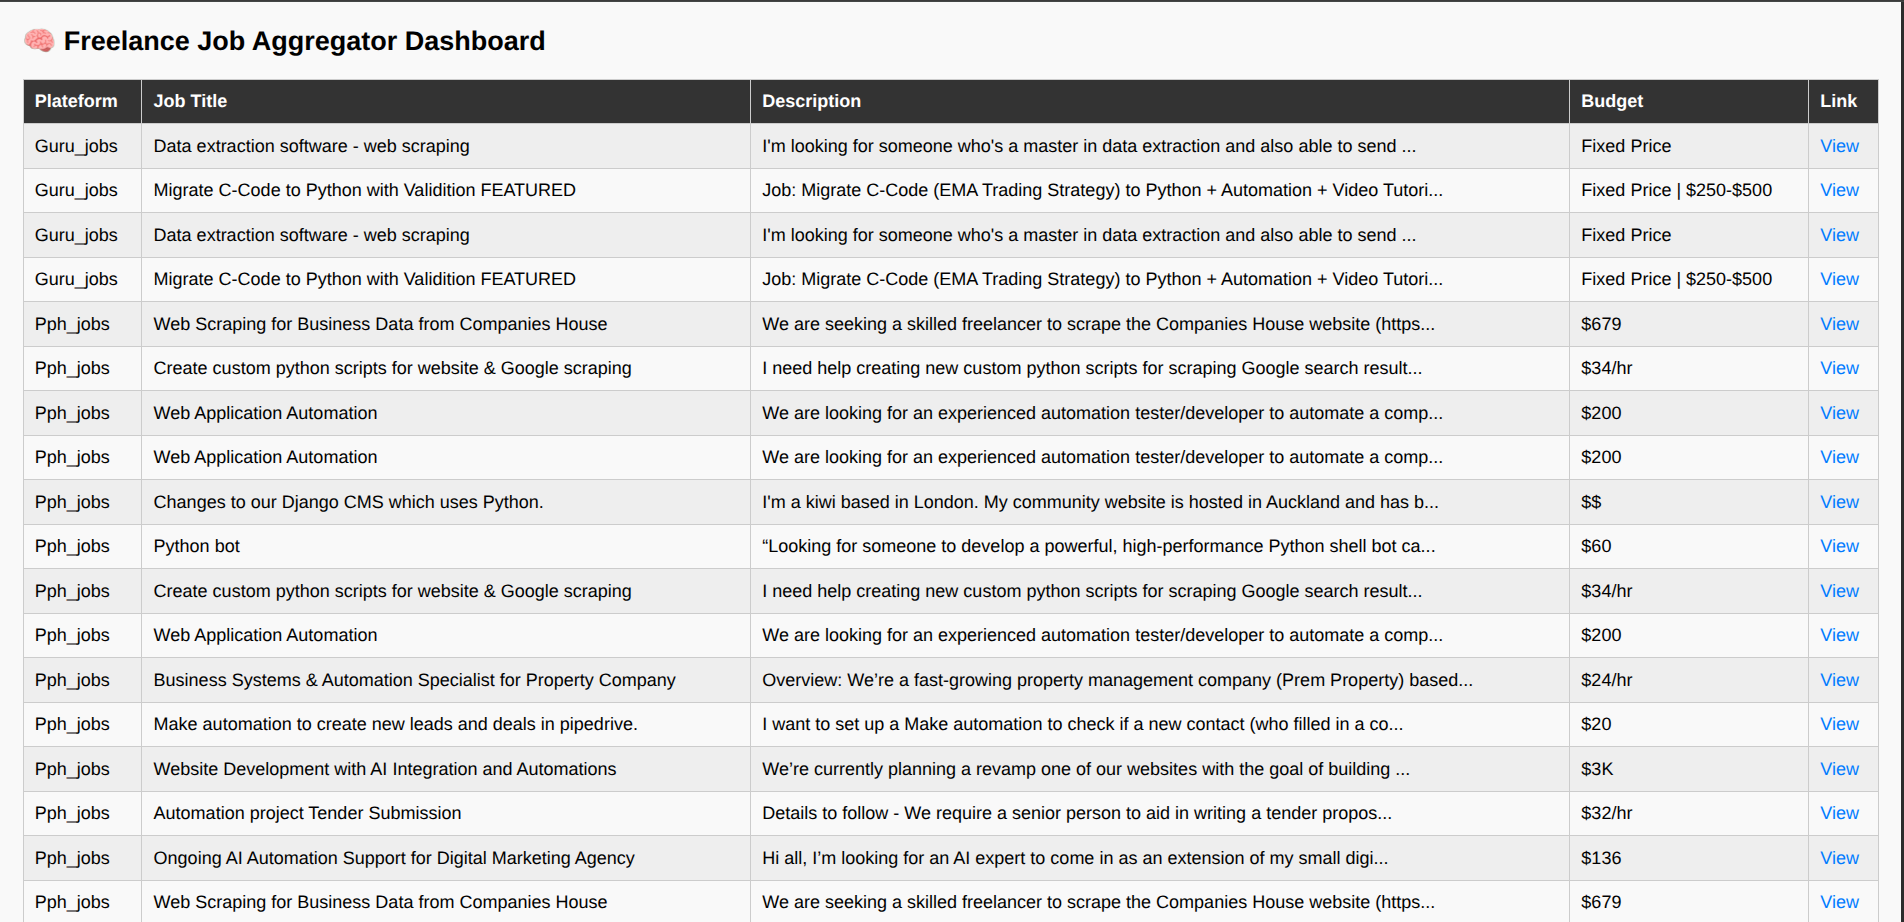 🧠 Freelance Job Aggregator Dashboard
Plateform Job Title Description Budget Link
Guru_jobs Data extraction software - web scraping I'm looking for someone who's a master in data extraction and also able to send ... Fixed Price View
Guru_jobs Migrate C-Code to Python with Validition FEATURED Job: Migrate C-Code (EMA Trading Strategy) to Python + Automation + Video Tutori... Fixed Price | $250-$500 View
Guru_jobs Data extraction software - web scraping I'm looking for someone who's a master in data extraction and also able to send ... Fixed Price View
Guru_jobs Migrate C-Code to Python with Validition FEATURED Job: Migrate C-Code (EMA Trading Strategy) to Python + Automation + Video Tutori... Fixed Price | $250-$500 View
Pph_jobs Web Scraping for Business Data from Companies House We are seeking a skilled freelancer to scrape the Companies House website (https... $679 View
Pph_jobs Create custom python scripts for website & Google scraping I need help creating new custom python scripts for scraping Google search result... $34/hr View
Pph_jobs Web Application Automation We are looking for an experienced automation tester/developer to automate a comp... $200 View
Pph_jobs Web Application Automation We are looking for an experienced automation tester/developer to automate a comp... $200 View
Pph_jobs Changes to our Django CMS which uses Python. I'm a kiwi based in London. My community website is hosted in Auckland and has b... $$ View
Pph_jobs Python bot “Looking for someone to develop a powerful, high-performance Python shell bot ca... $60 View
Pph_jobs Create custom python scripts for website & Google scraping I need help creating new custom python scripts for scraping Google search result... $34/hr View
Pph_jobs Web Application Automation We are looking for an experienced automation tester/developer to automate a comp... $200 View
Pph_jobs Business Systems & Automation Specialist for Property Company Overview: We’re a fast-growing property management company (Prem Property) based... $24/hr View
Pph_jobs Make automation to create new leads and deals in pipedrive. I want to set up a Make automation to check if a new contact (who filled in a co... $20 View
Pph_jobs Website Development with AI Integration and Automations We’re currently planning a revamp one of our websites with the goal of building ... $3K View
Pph_jobs Automation project Tender Submission Details to follow - We require a senior person to aid in writing a tender propos... $32/hr View
Pph_jobs Ongoing AI Automation Support for Digital Marketing Agency Hi all, I’m looking for an AI expert to come in as an extension of my small digi... $136 View
Pph_jobs Web Scraping for Business Data from Companies House We are seeking a skilled freelancer to scrape the Companies House website (https... $679 View